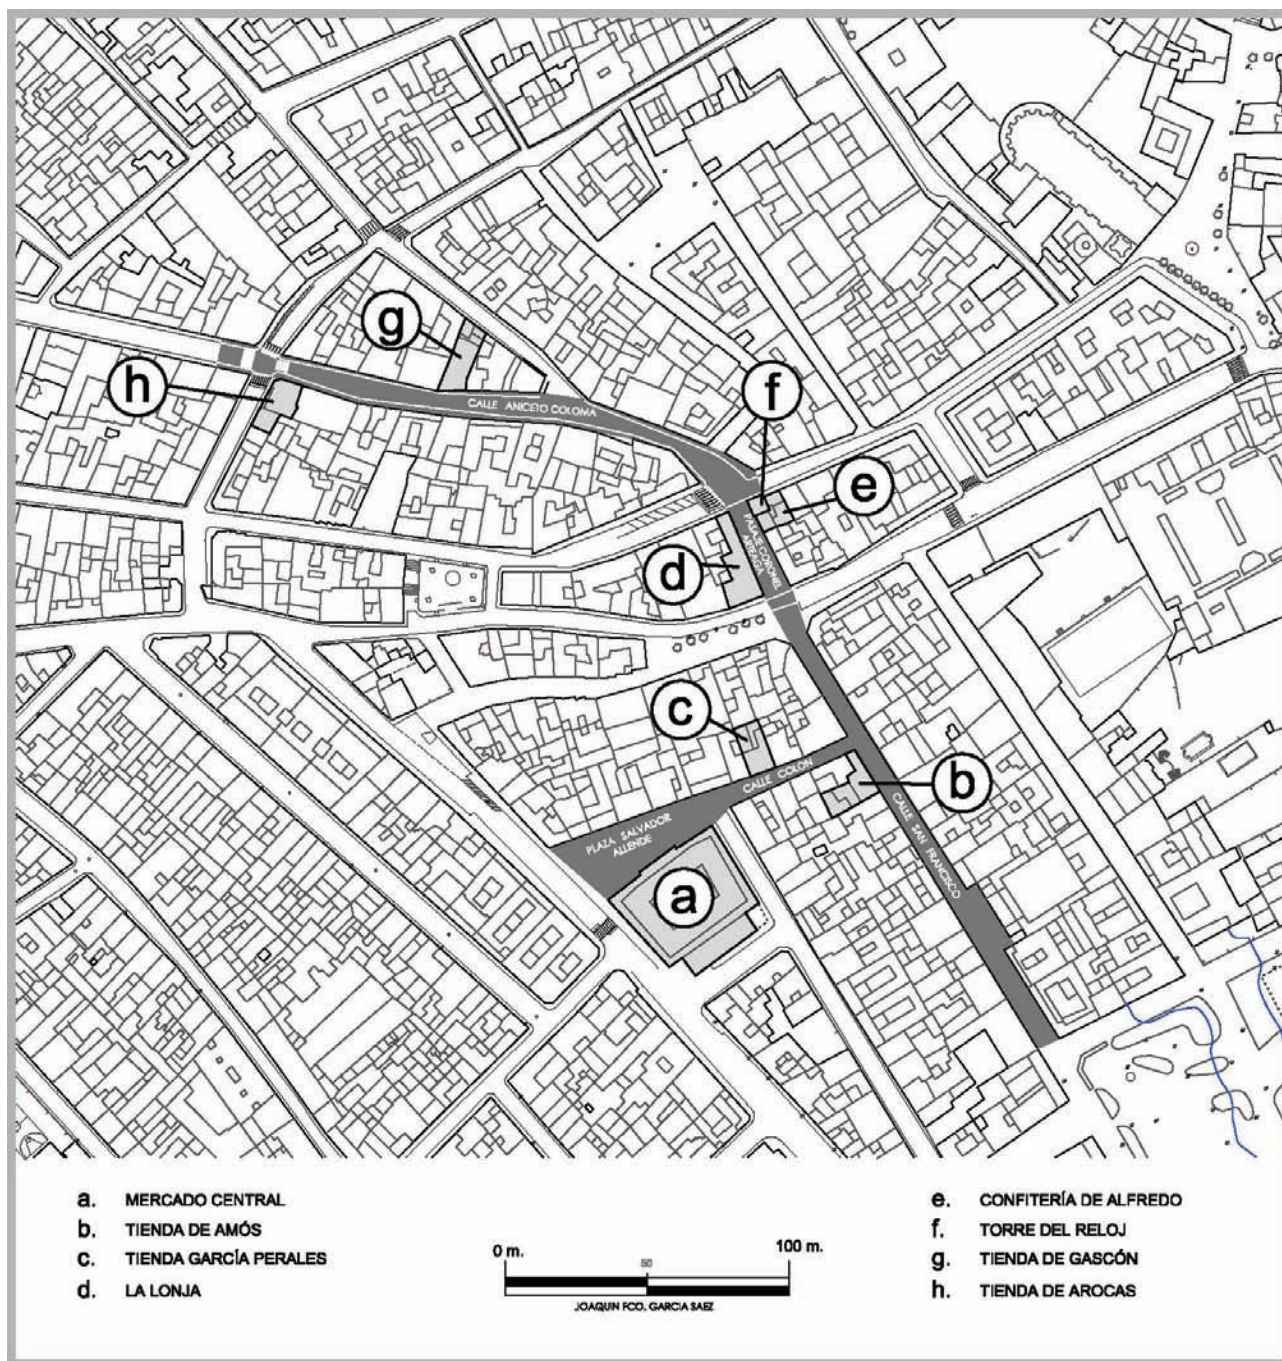 g
h
CALLE ANICETO COLOMA
f
e
PASAJE CORONEL
ARTEAGA
d
c
CALLE COLÓN
b
PLAZA SALVADOR
ALLENDE
CALLE SAN FRANCISCO
a
a. MERCADO CENTRAL
b. TIENDA DE AMÓS
c. TIENDA GARCÍA PERALES
d. LA LONJA
0 m. 50 100 m.
JOAQUIN FCO. GARCIA SAEZ
e. CONFITERÍA DE ALFREDO
f. TORRE DEL RELOJ
g. TIENDA DE GASCÓN
h. TIENDA DE AROCAS